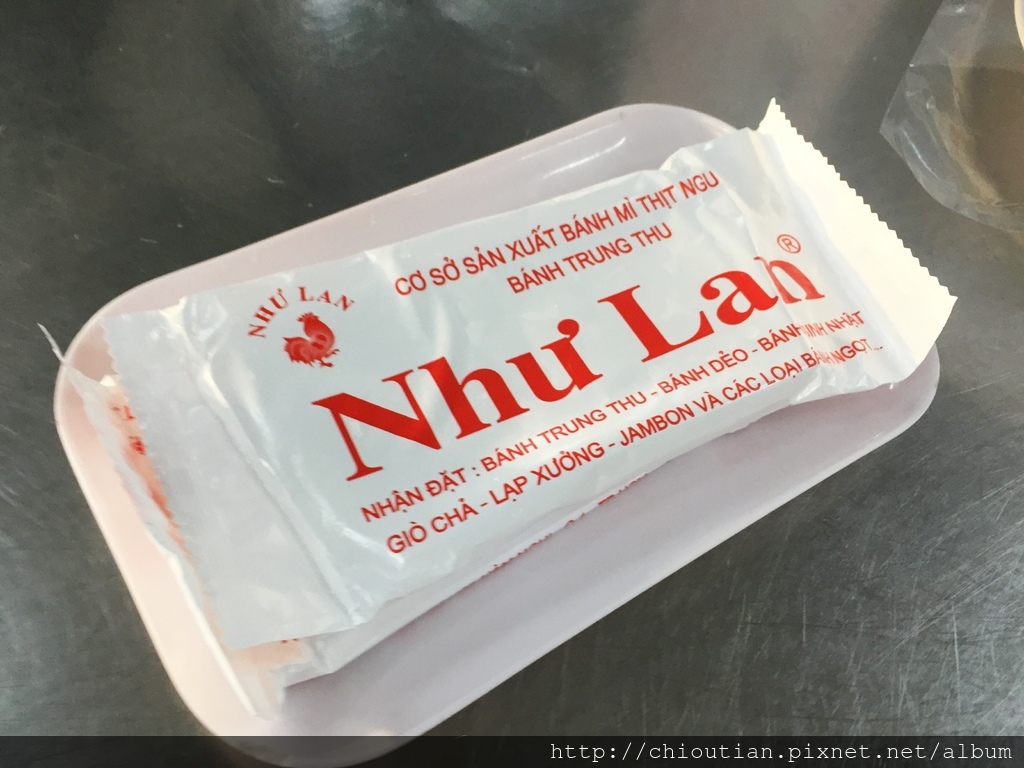 NHƯ LAN
CƠ SỞ SẢN XUẤT BÁNH MÌ THỊT NGU
BÁNH TRUNG THU
Như Lan®
NHẬN ĐẶT : BÁNH TRUNG THU - BÁNH DẺO - BÁNH SINH NHẬT
GIÒ CHẢ - LẠP XƯỞNG - JAMBON VÀ CÁC LOẠI BÁNH NGỌT...
http://chioutian.pixnet.net/album